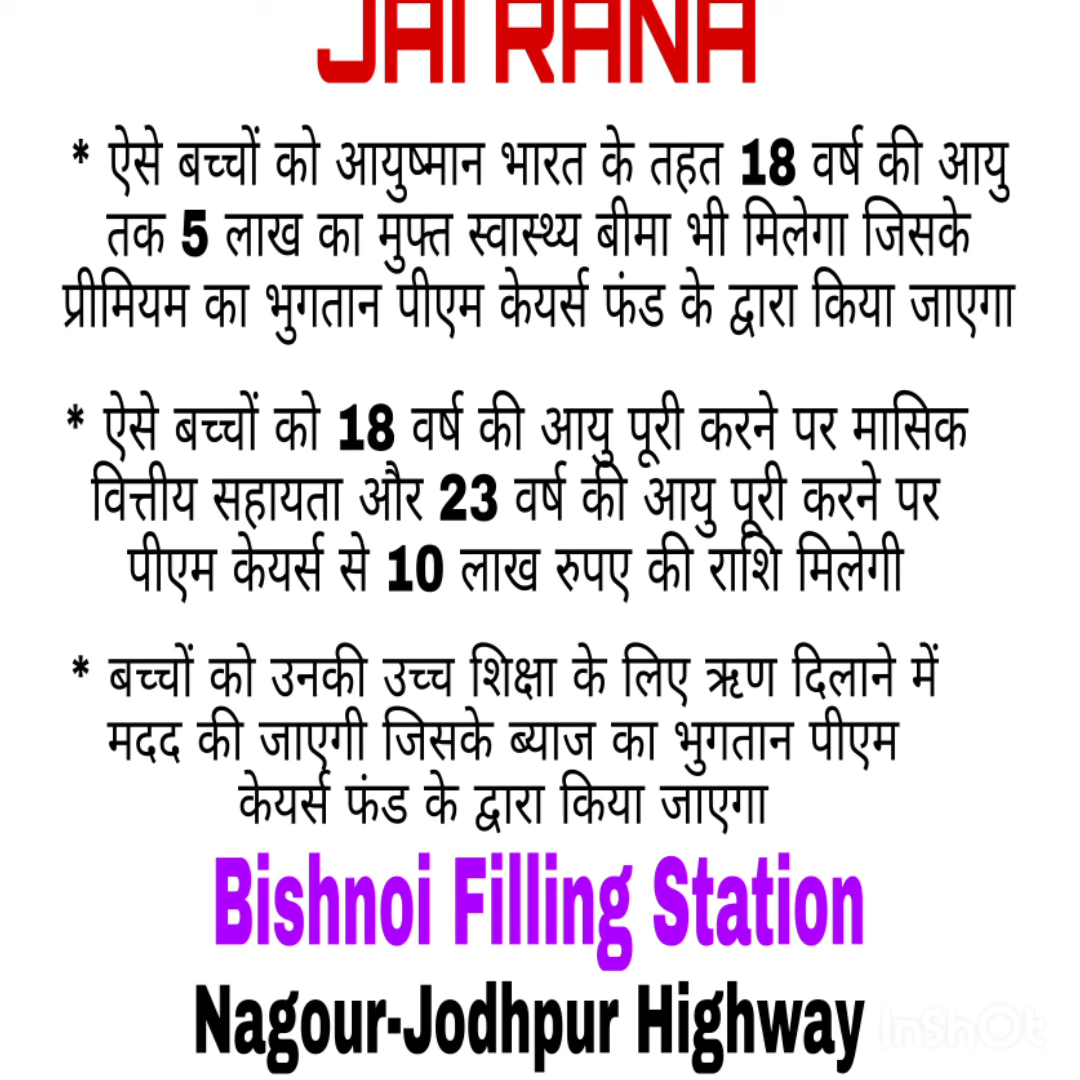 JAI RANA
* ऐसे बच्चों को आयुष्मान भारत के तहत 18 वर्ष की आयु
तक 5 लाख का मुफ्त स्वास्थ्य बीमा भी मिलेगा जिसके
प्रीमियम का भुगतान पीएम केयर्स फंड के द्वारा किया जाएगा
* ऐसे बच्चों को 18 वर्ष की आयु पूरी करने पर मासिक
वित्तीय सहायता और 23 वर्ष की आयु पूरी करने पर
पीएम केयर्स से 10 लाख रुपए की राशि मिलेगी
* बच्चों को उनकी उच्च शिक्षा के लिए ऋण दिलाने में
मदद की जाएगी जिसके ब्याज का भुगतान पीएम
केयर्स फंड के द्वारा किया जाएगा
Bishnoi Filling Station
Nagour-Jodhpur Highway
InShOt